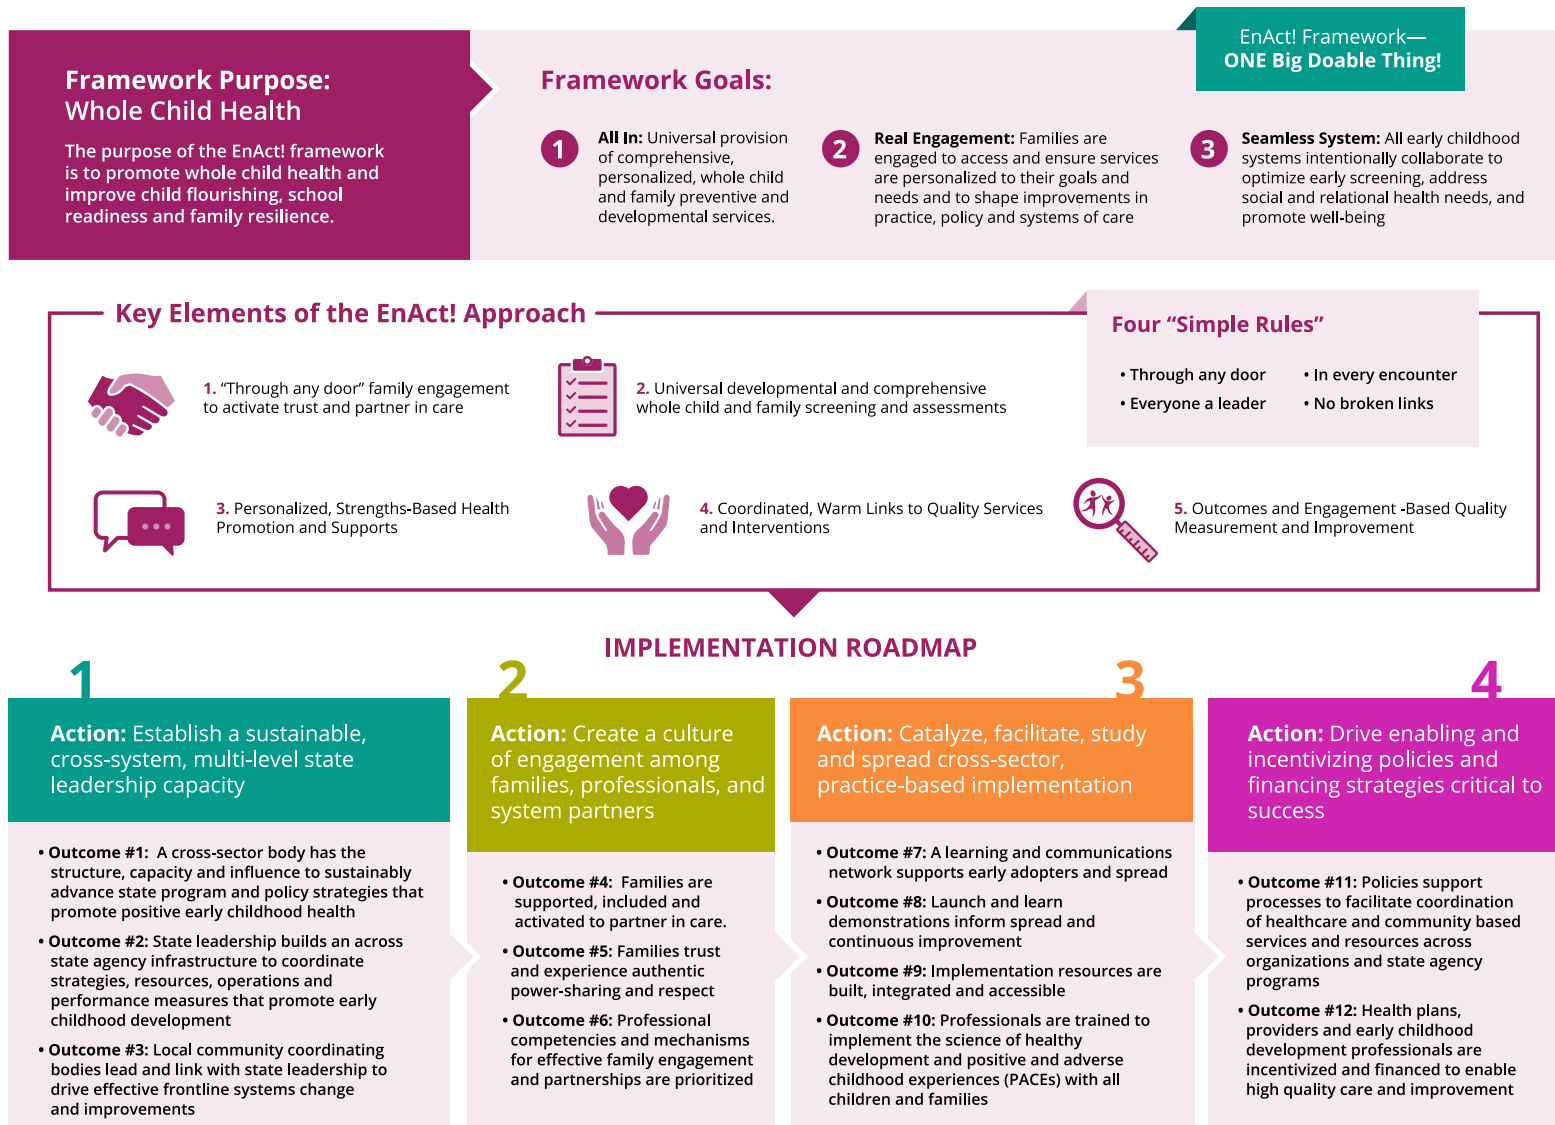 EnAct! Framework—
ONE Big Doable Thing!
Framework Purpose:
Whole Child Health
The purpose of the EnAct! framework
is to promote whole child health and
improve child flourishing, school
readiness and family resilience.
Framework Goals:
1
All In: Universal provision
of comprehensive,
personalized, whole child
and family preventive and
developmental services.
2
Real Engagement: Families are
engaged to access and ensure services
are personalized to their goals and
needs and to shape improvements in
practice, policy and systems of care
3
Seamless System: All early childhood
systems intentionally collaborate to
optimize early screening, address
social and relational health needs, and
promote well-being
Key Elements of the EnAct! Approach
1. “Through any door” family engagement
to activate trust and partner in care
2. Universal developmental and comprehensive
whole child and family screening and assessments
Four “Simple Rules”
• Through any door
• In every encounter
• Everyone a leader
• No broken links
3. Personalized, Strengths-Based Health
Promotion and Supports
4. Coordinated, Warm Links to Quality Services
and Interventions
5. Outcomes and Engagement -Based Quality
Measurement and Improvement
IMPLEMENTATION ROADMAP
1
Action: Establish a sustainable,
cross-system, multi-level state
leadership capacity
• Outcome #1: A cross-sector body has the
structure, capacity and influence to sustainably
advance state program and policy strategies that
promote positive early childhood health
• Outcome #2: State leadership builds an across
state agency infrastructure to coordinate
strategies, resources, operations and
performance measures that promote early
childhood development
• Outcome #3: Local community coordinating
bodies lead and link with state leadership to
drive effective frontline systems change
and improvements
2
Action: Create a culture
of engagement among
families, professionals, and
system partners
• Outcome #4: Families are
supported, included and
activated to partner in care.
• Outcome #5: Families trust
and experience authentic
power-sharing and respect
• Outcome #6: Professional
competencies and mechanisms
for effective family engagement
and partnerships are prioritized
3
Action: Catalyze, facilitate, study
and spread cross-sector,
practice-based implementation
• Outcome #7: A learning and communications
network supports early adopters and spread
• Outcome #8: Launch and learn
demonstrations inform spread and
continuous improvement
• Outcome #9: Implementation resources are
built, integrated and accessible
• Outcome #10: Professionals are trained to
implement the science of healthy
development and positive and adverse
childhood experiences (PACEs) with all
children and families
4
Action: Drive enabling and
incentivizing policies and
financing strategies critical to
success
• Outcome #11: Policies support
processes to facilitate coordination
of healthcare and community based
services and resources across
organizations and state agency
programs
• Outcome #12: Health plans,
providers and early childhood
development professionals are
incentivized and financed to enable
high quality care and improvement